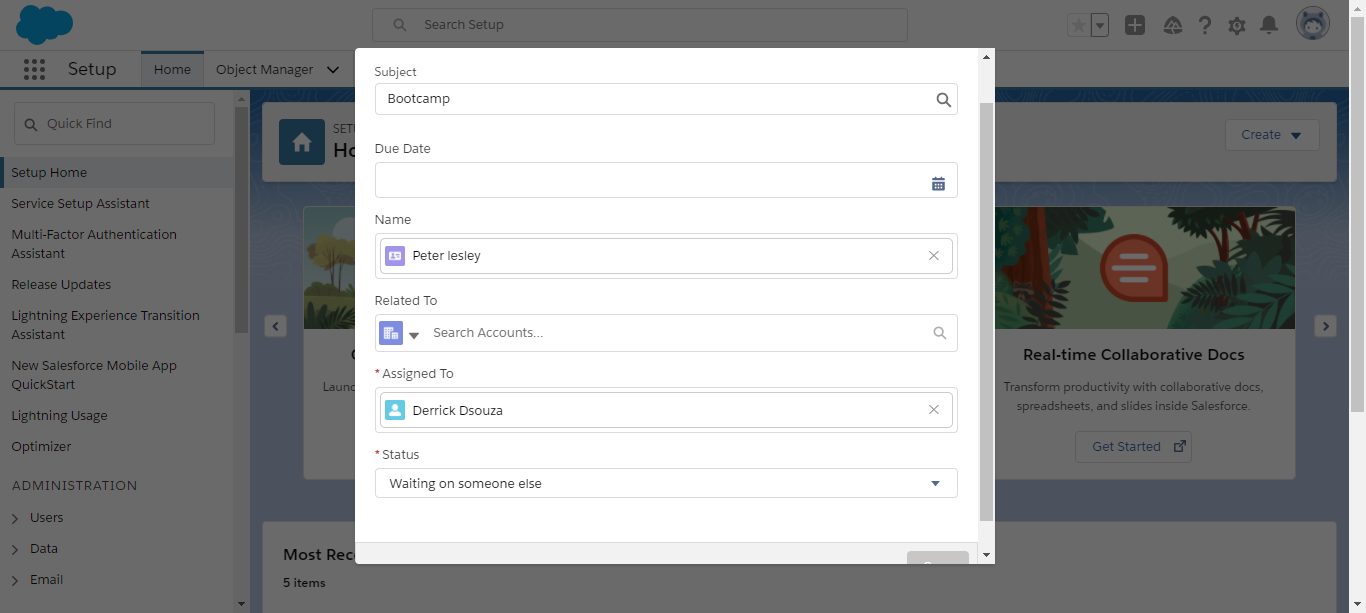 Search Setup
Setup
Home
Object Manager
Quick Find
Setup Home
Service Setup Assistant
Multi-Factor Authentication
Assistant
Release Updates
Lightning Experience Transition
Assistant
New Salesforce Mobile App
QuickStart
Lightning Usage
Optimizer
ADMINISTRATION
Users
Data
Email
Create
Subject
Bootcamp
Due Date
Name
Peter lesley
Related To
Search Accounts...
*Assigned To
Derrick Dsouza
*Status
Waiting on someone else
Real-time Collaborative Docs
Transform productivity with collaborative docs,
spreadsheets, and slides inside Salesforce.
Get Started
Most Rec
5 items